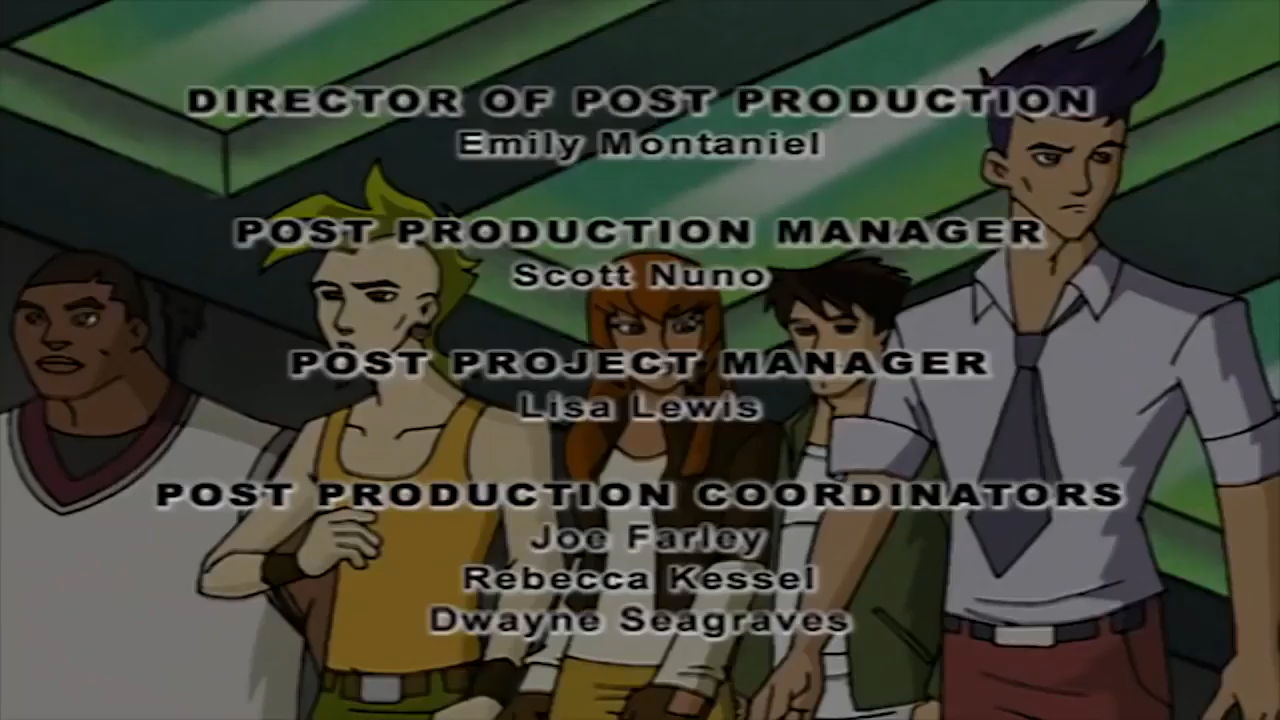 DIRECTOR OF POST PRODUCTION
Emily Montaniel
POST PRODUCTION MANAGER
Scott Nuno
POST PROJECT MANAGER
Lisa Lewis
POST PRODUCTION COORDINATORS
Joe Farley
Rebecca Kessel
Dwayne Seagraves